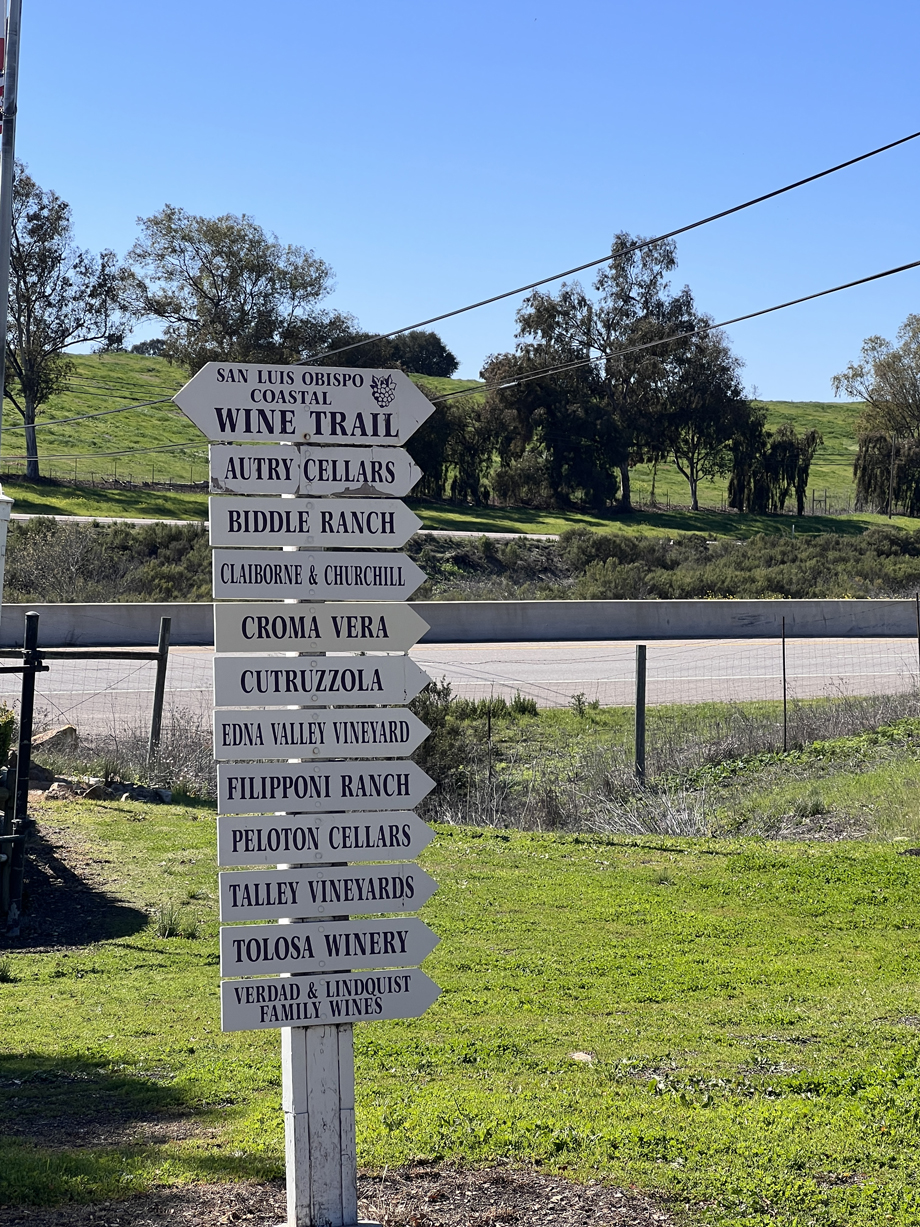 SAN LUIS OBISPO
COASTAL
WINE TRAIL
AUTRY CELLARS
BIDDLE RANCH
CLAIBORNE & CHURCHILL
CROMA VERA
CUTRUZZOLA
EDNA VALLEY VINEYARD
FILIPPONI RANCH
PELOTON CELLARS
TALLEY VINEYARDS
TOLOSA WINERY
VERDAD & LINDQUIST
FAMILY WINES